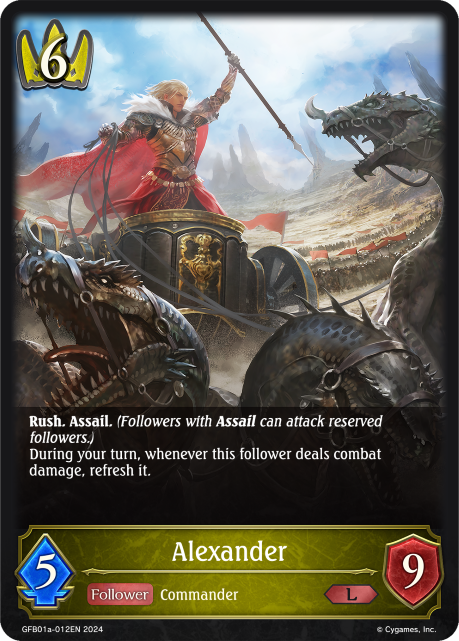 6
Rush. Assail. (Followers with Assail can attack reserved
followers.)
During your turn, whenever this follower deals combat
damage, refresh it.
Alexander
5
9
Follower Commander
L
GFB01a-012EN 2024
© Cygames, Inc.